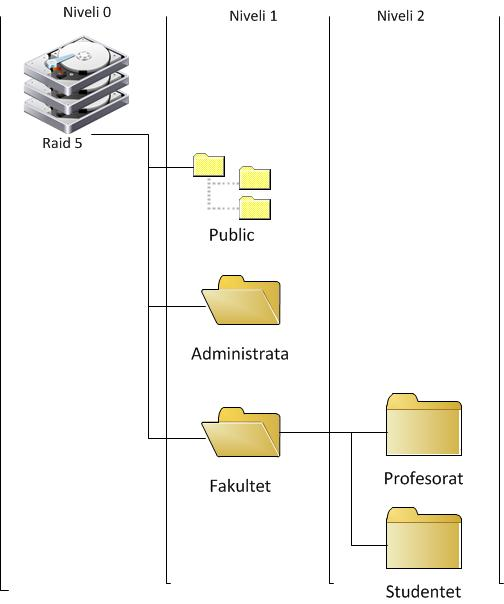 Niveli 0
Niveli 1
Niveli 2
Raid 5
Public
Administrata
Fakultet
Profesorat
Studentet